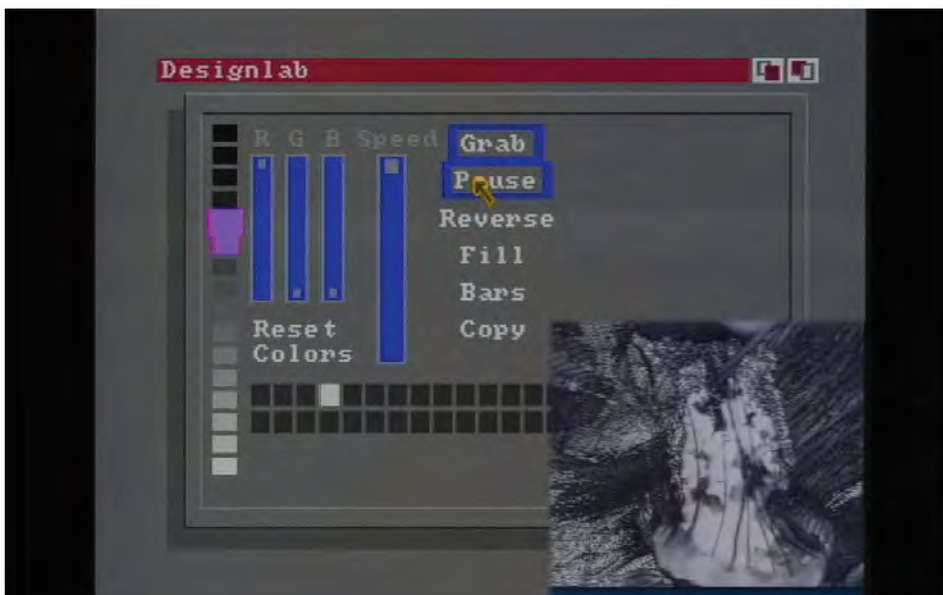 Designlab
R G B Speed
Grab
Pause
Reverse
Fill
Bars
Copy
Reset
Colors